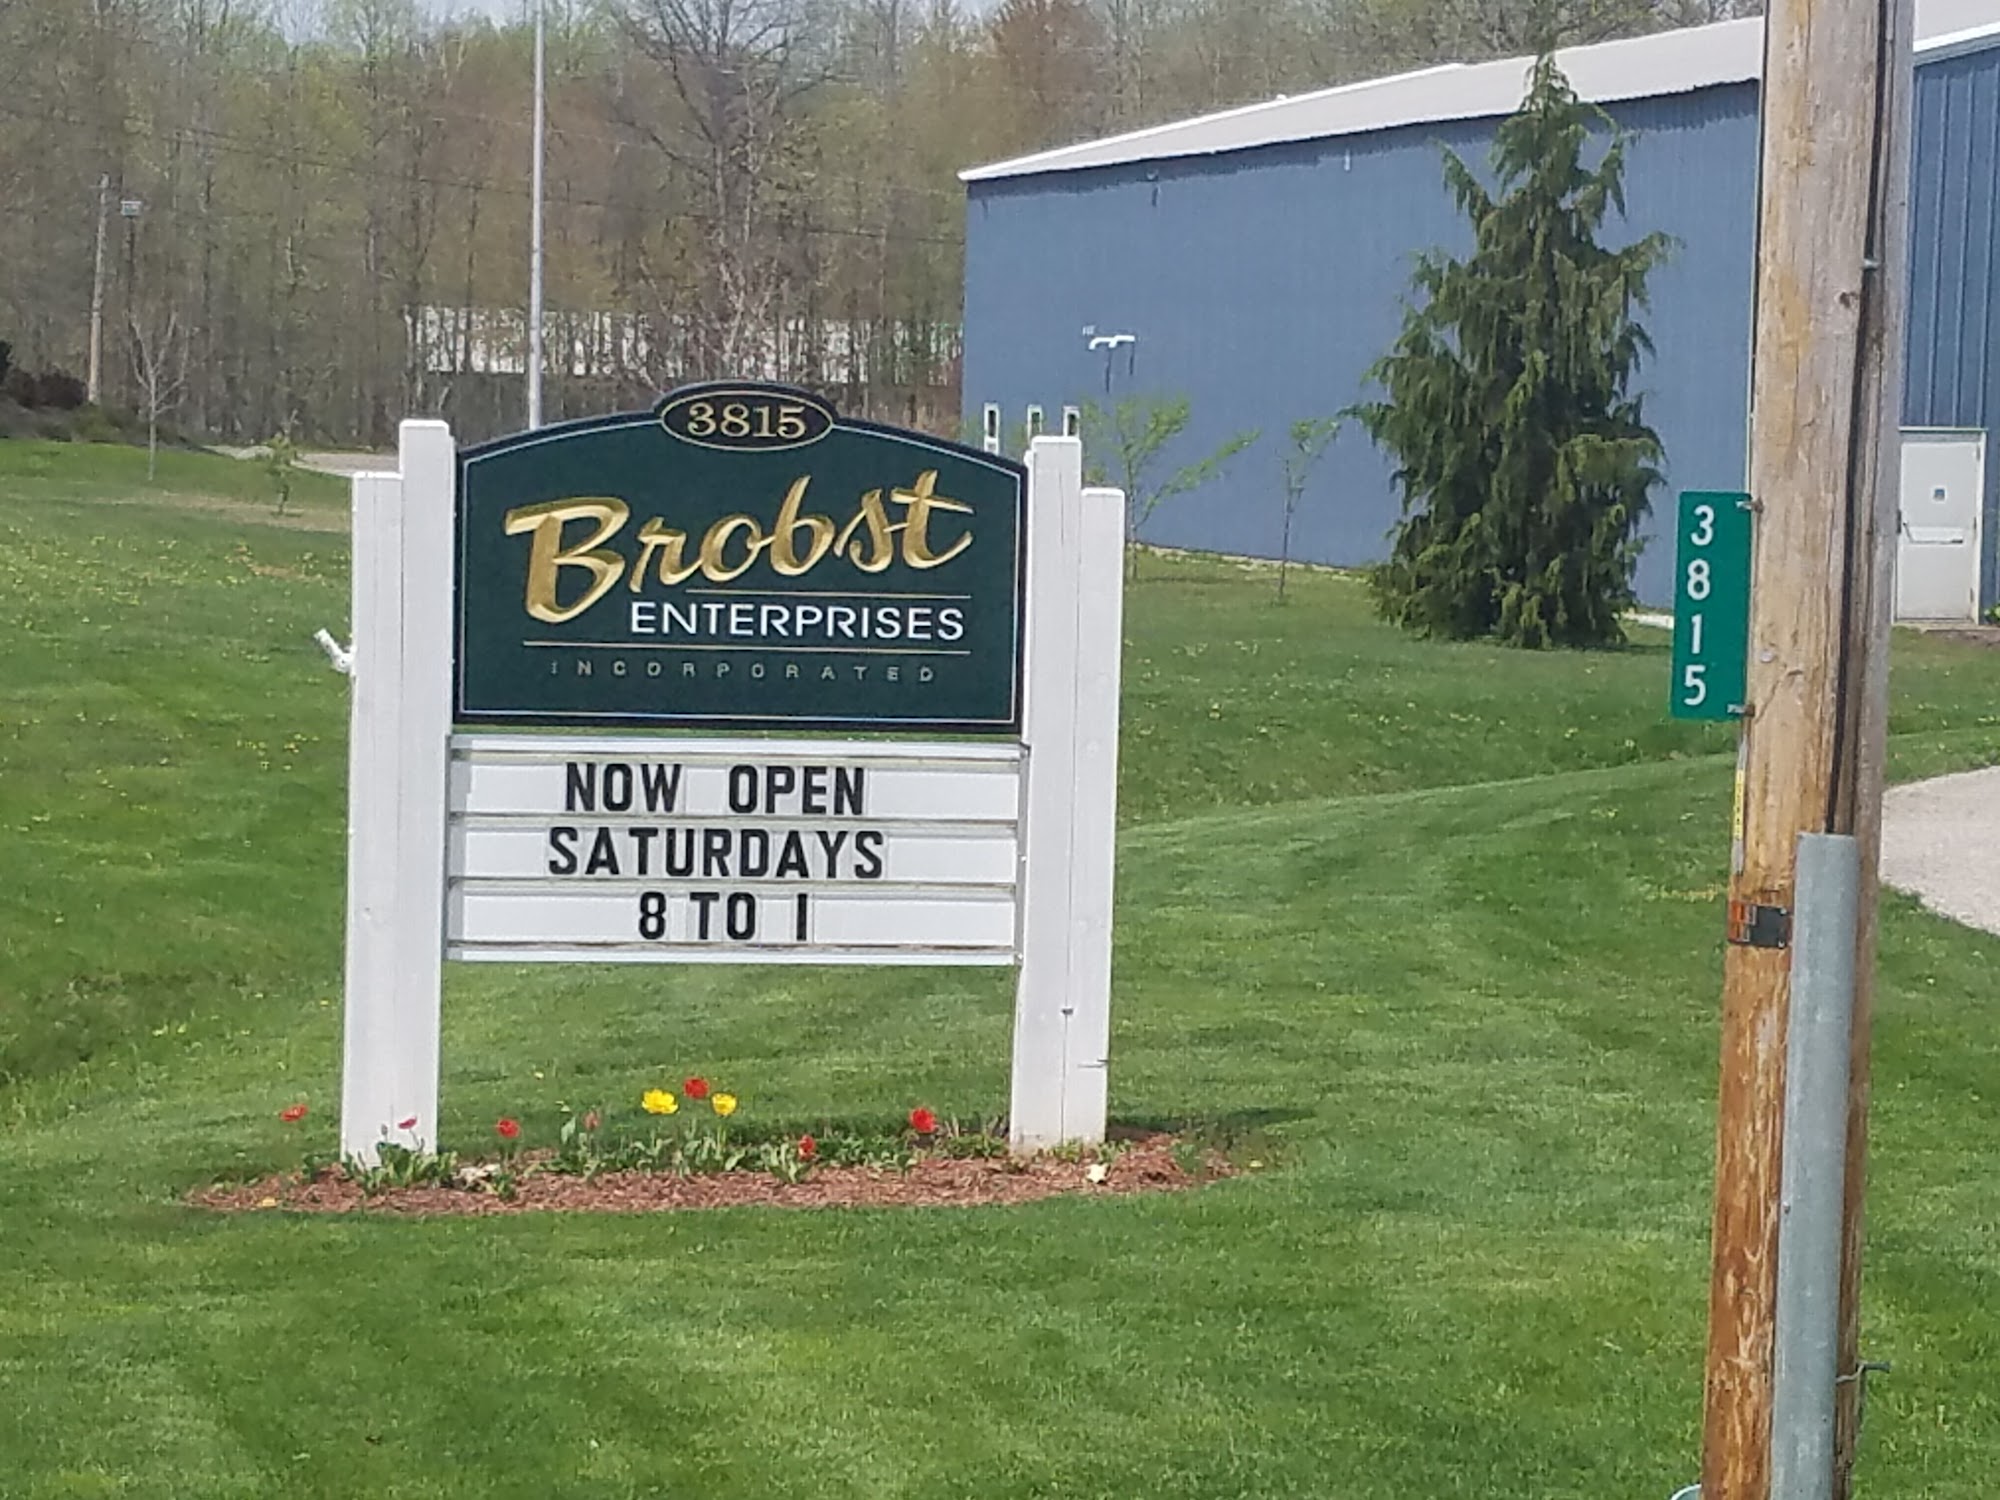 3815
Brobst
ENTERPRISES
INCORPORATED
NOW OPEN
SATURDAYS
8 TO 1
3
8
1
5